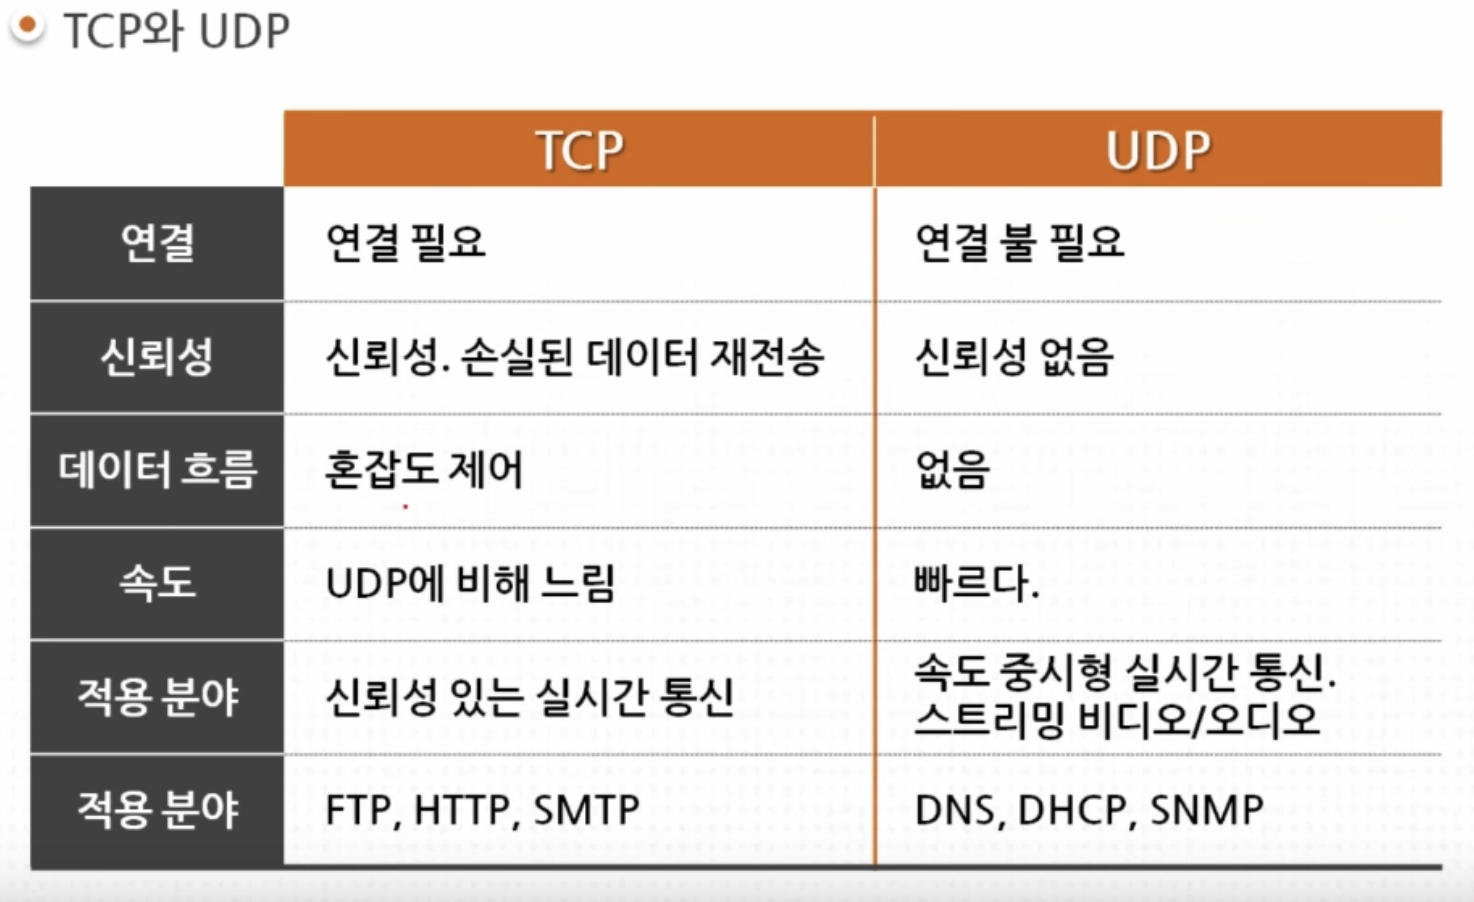 TCP와 UDP
TCP UDP
연결 연결 필요 연결 불 필요
신뢰성 신뢰성. 손실된 데이터 재전송 신뢰성 없음
데이터 흐름 혼잡도 제어 없음
속도 UDP에 비해 느림 빠르다.
적용 분야 신뢰성 있는 실시간 통신 속도 중시형 실시간 통신.
스트리밍 비디오/오디오
적용 분야 FTP, HTTP, SMTP DNS, DHCP, SNMP